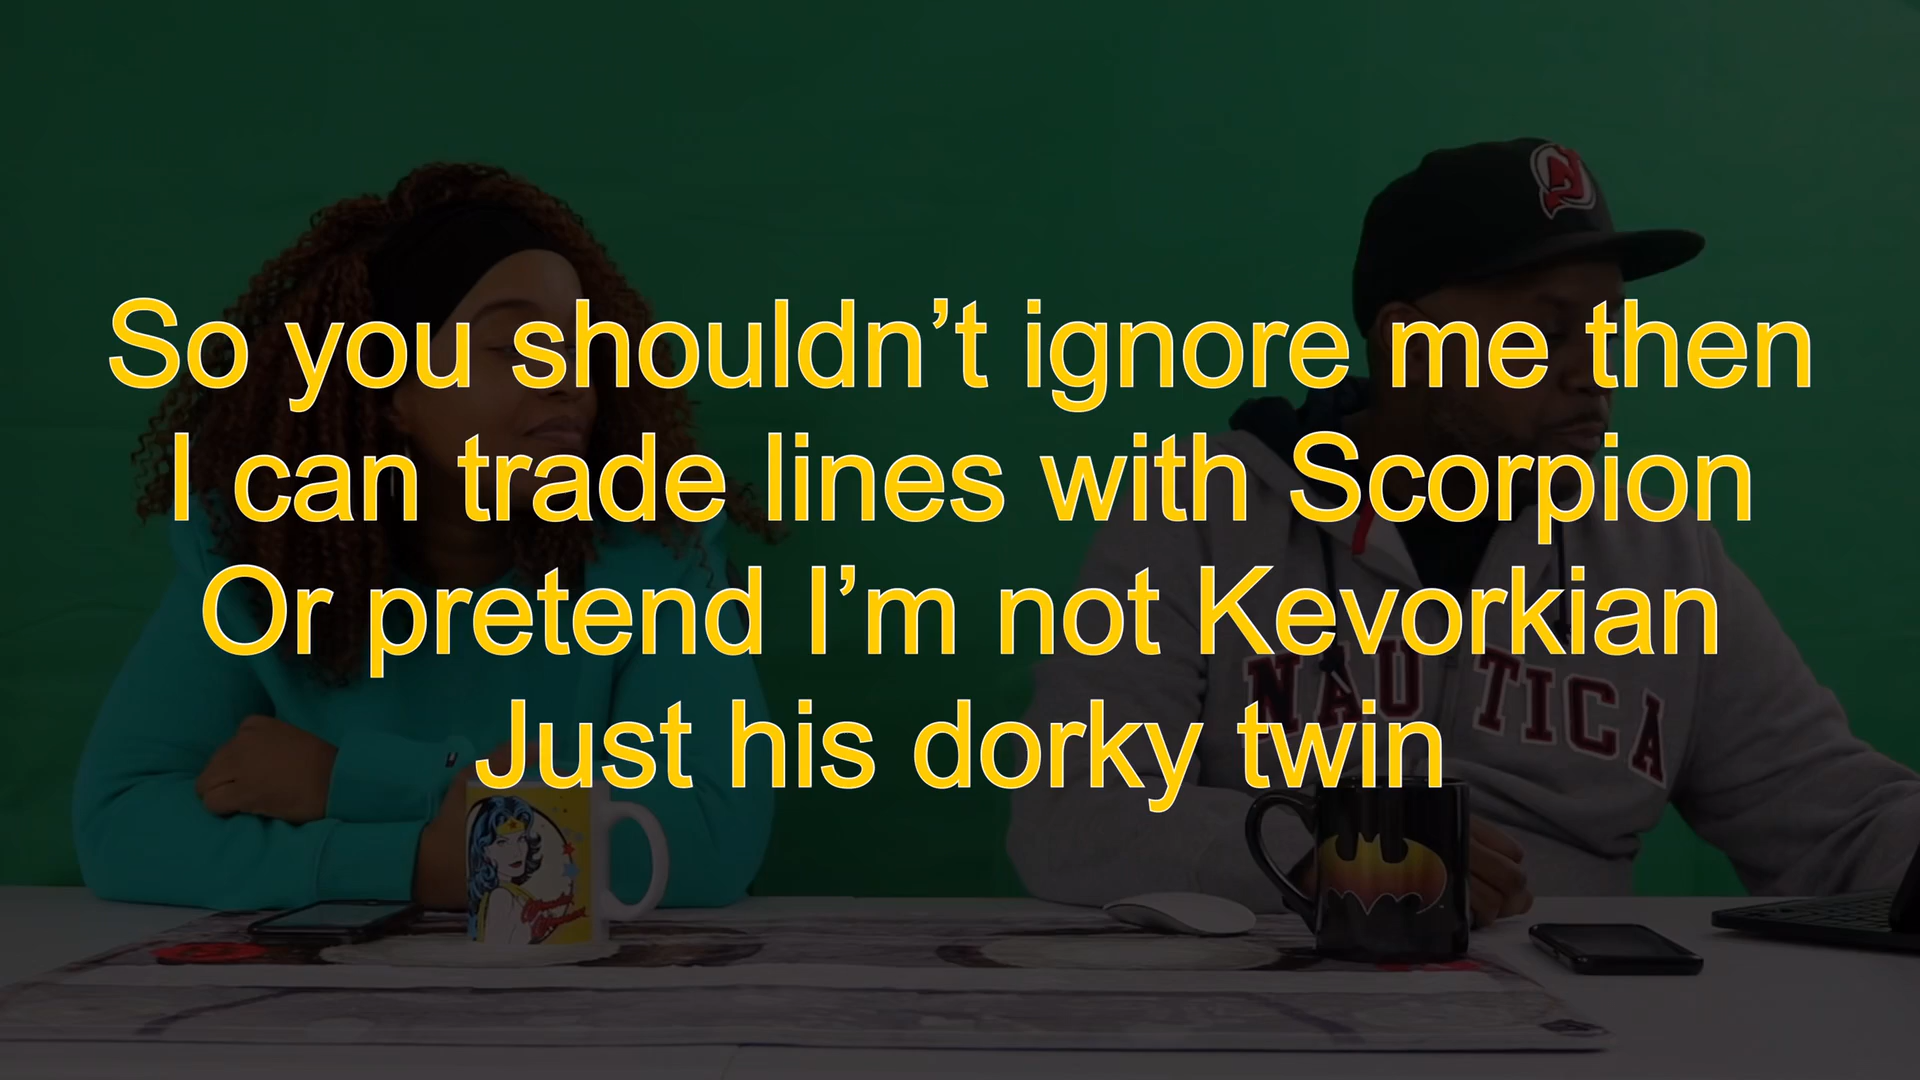 So you shouldn’t ignore me then
I can trade lines with Scorpion
Or pretend I’m not Kevorkian
Just his dorky twin
NAUTICA